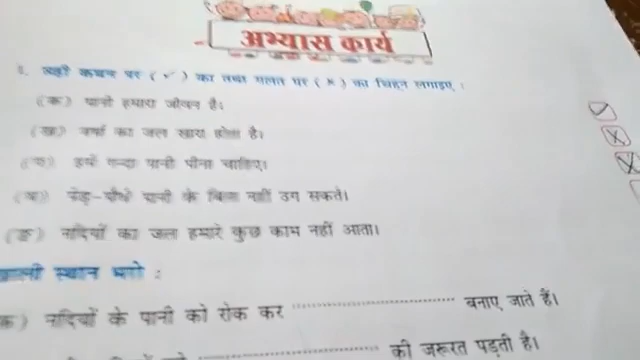 अभ्यास कार्य
1. सही कथन पर ( ✓ ) का तथा गलत पर ( × ) का चिह्न लगाइए :
(क) पानी हमारा जीवन है।
(ख) वर्षा का जल खारा होता है।
(ग) हमें गन्दा पानी पीना चाहिए।
(घ) पेड़-पौधे पानी के बिना नहीं उग सकते।
(ङ) नदियों का जल हमारे कुछ काम नहीं आता।
खाली स्थान भरो :
क) नदियों के पानी को रोक कर .................... बनाए जाते हैं।
.................... की जरूरत पड़ती है।